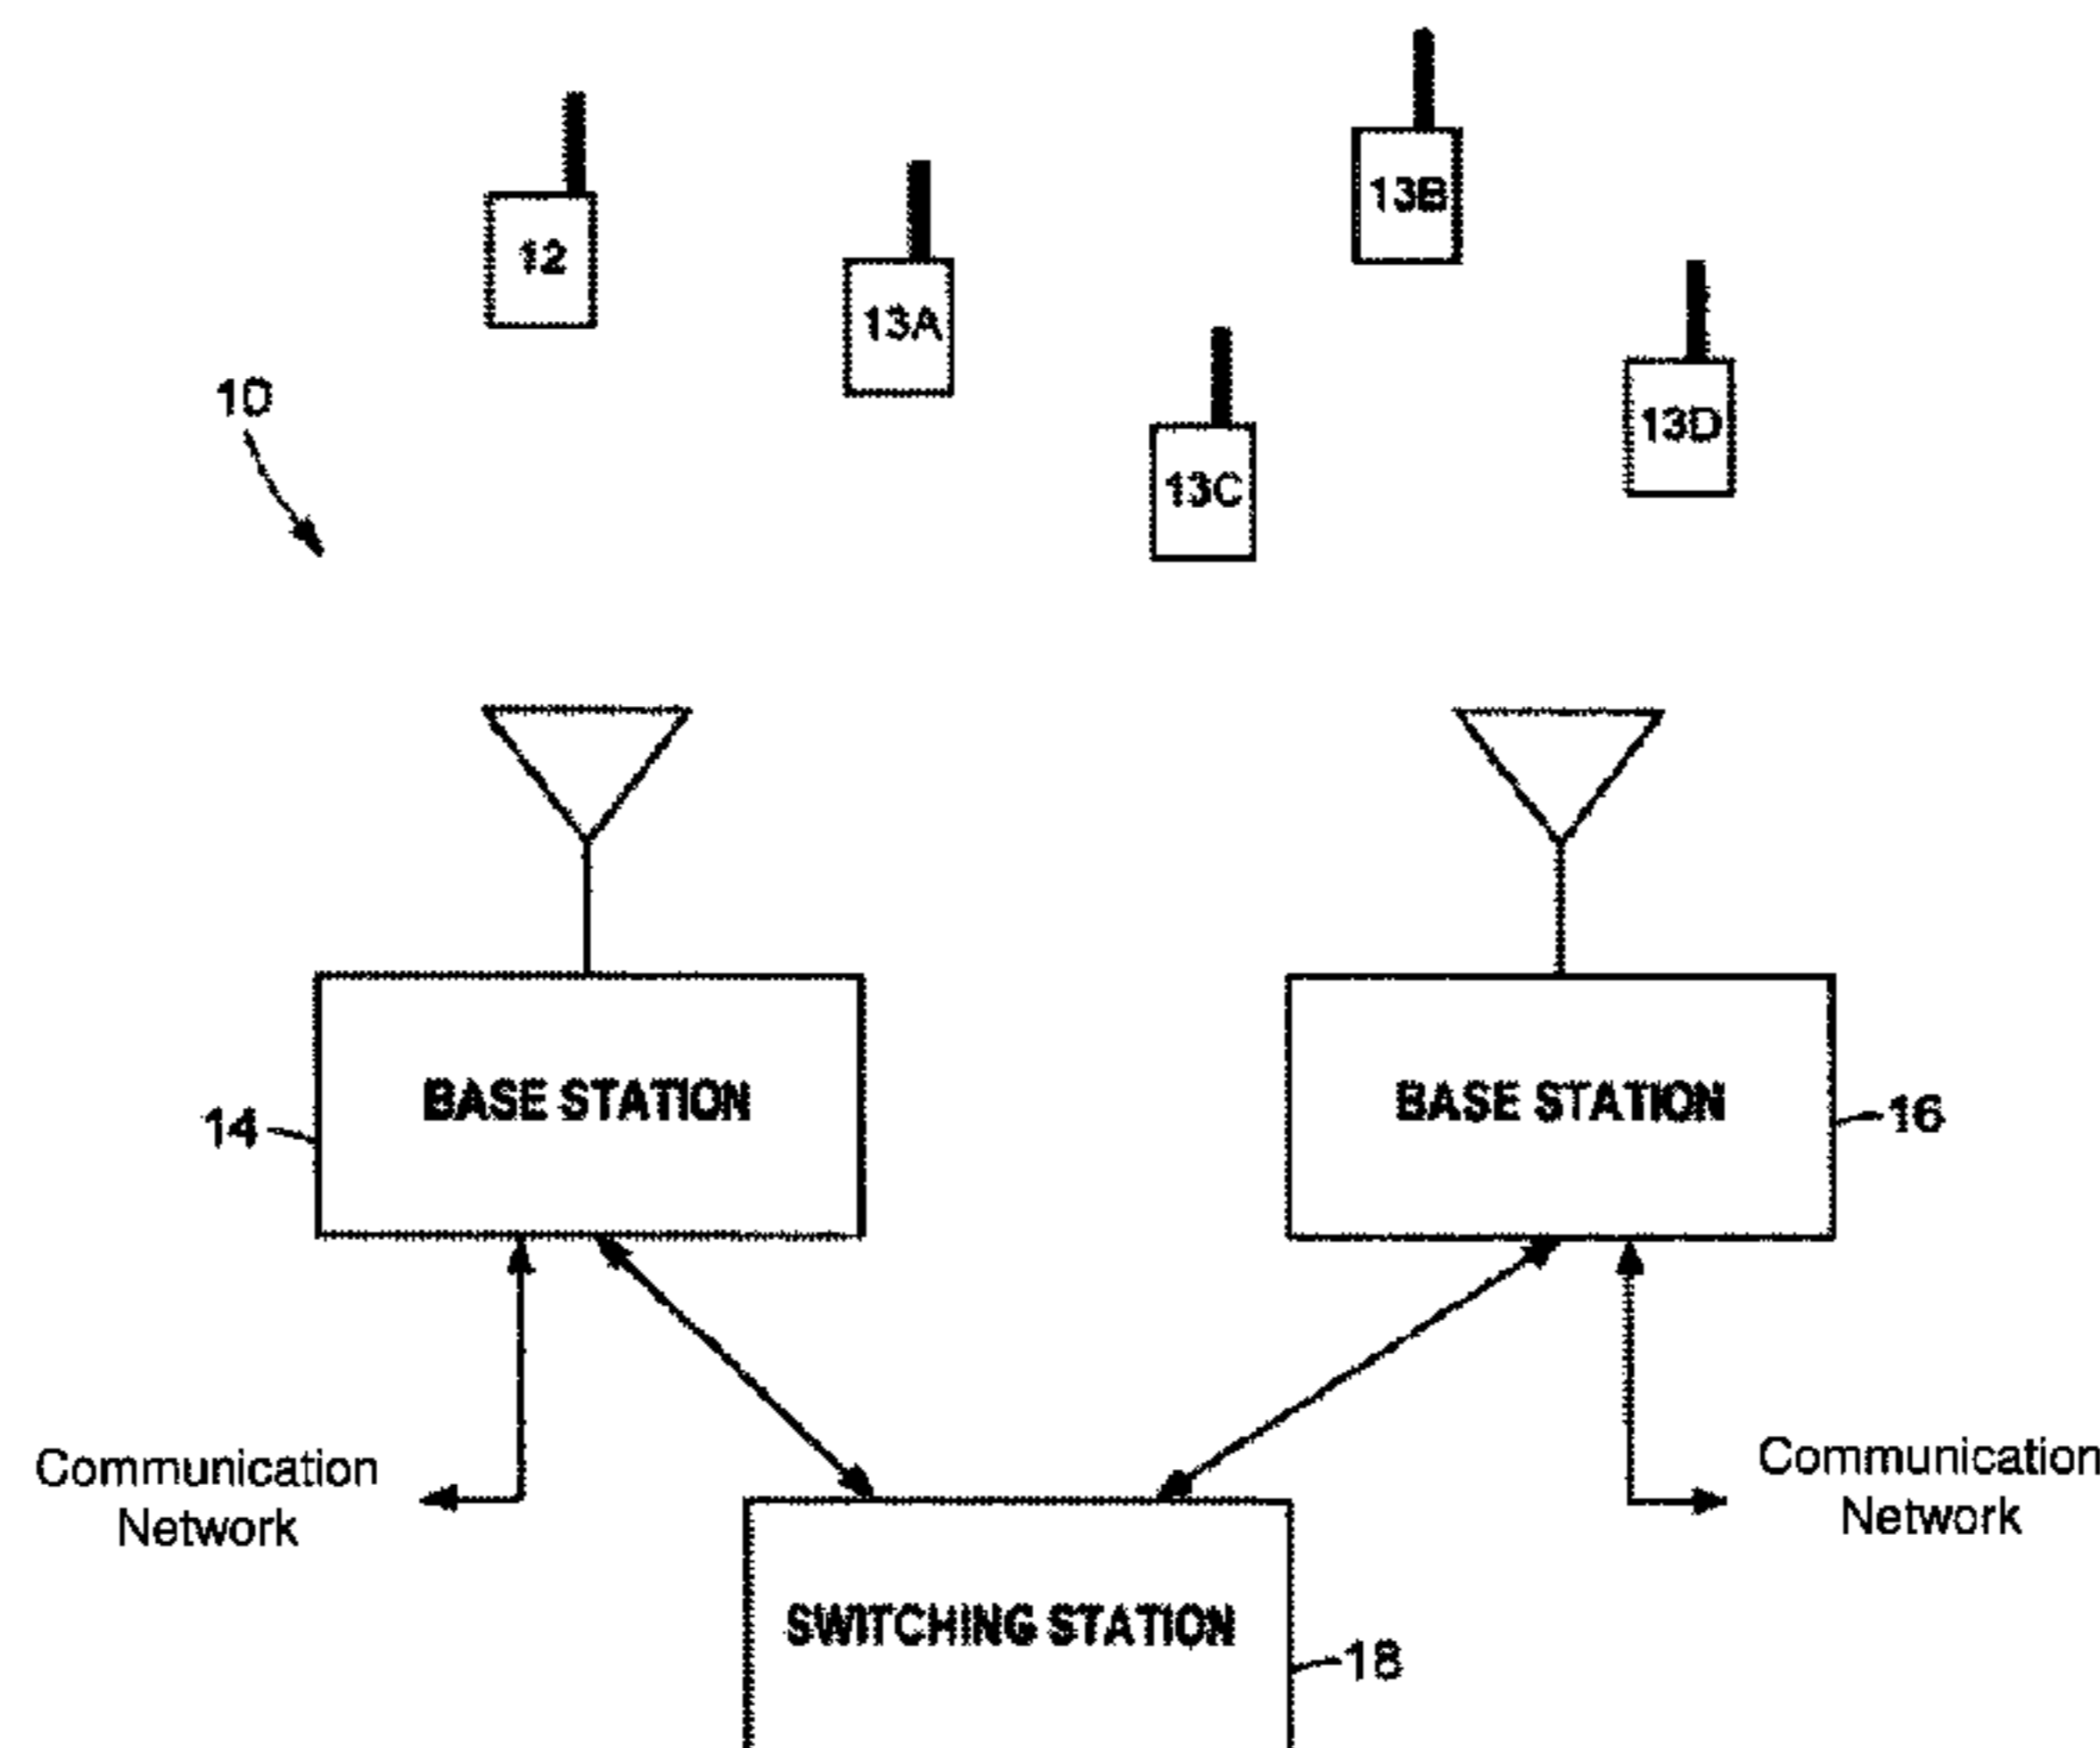 13B
12
13A
10
13D
13C
BASE STATION
BASE STATION
14
16
Communication
Network
Communication
Network
SWITCHING STATION
18